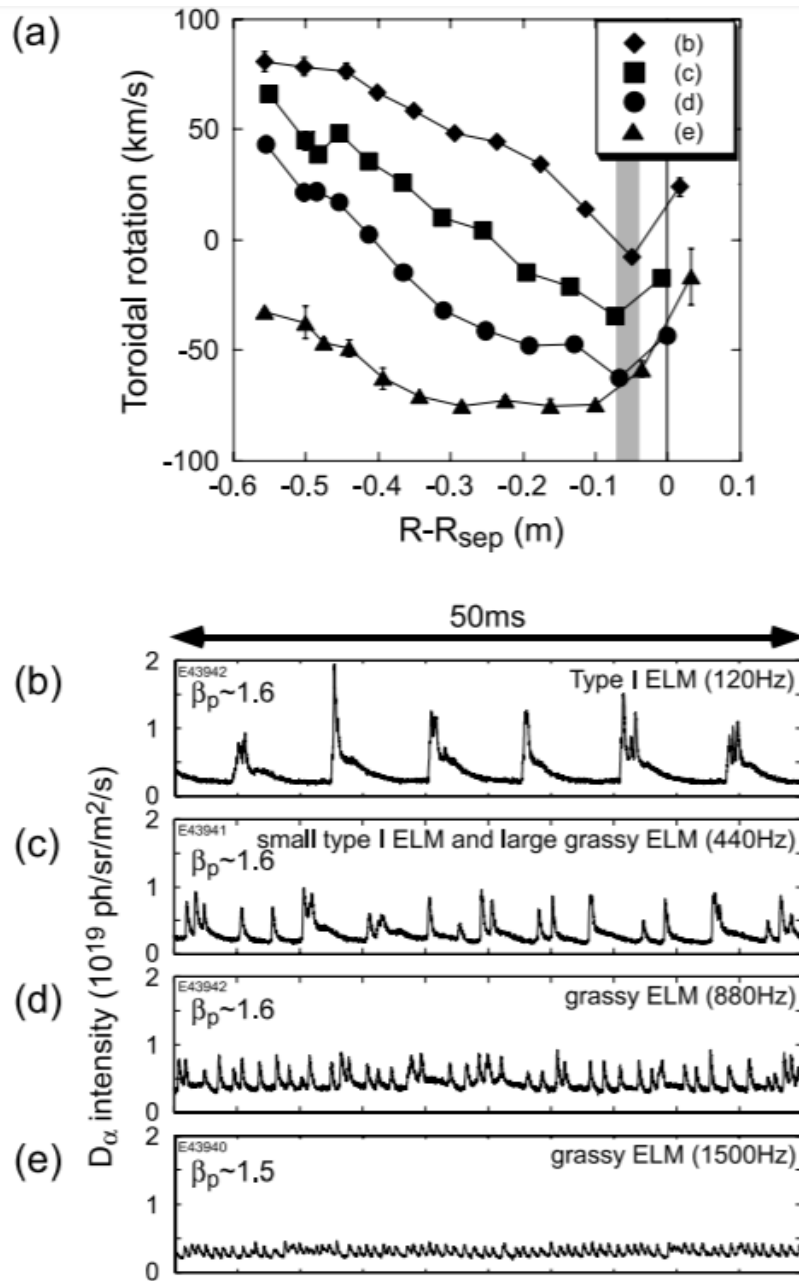 (a)
Toroidal rotation (km/s)
100
50
0
-50
-100
(b)
(c)
(d)
(e)
-0.6 -0.5 -0.4 -0.3 -0.2 -0.1 0 0.1
R-Rsep (m)
50ms
Dα intensity (10^19 ph/sr/m^2/s)
(b)
2
1
0
E43942
βp~1.6
Type I ELM (120Hz)
(c)
2
1
0
E43941
small type I ELM and large grassy ELM (440Hz)
βp~1.6
(d)
2
1
0
E43942
βp~1.6
grassy ELM (880Hz)
(e)
2
1
0
E43940
βp~1.5
grassy ELM (1500Hz)